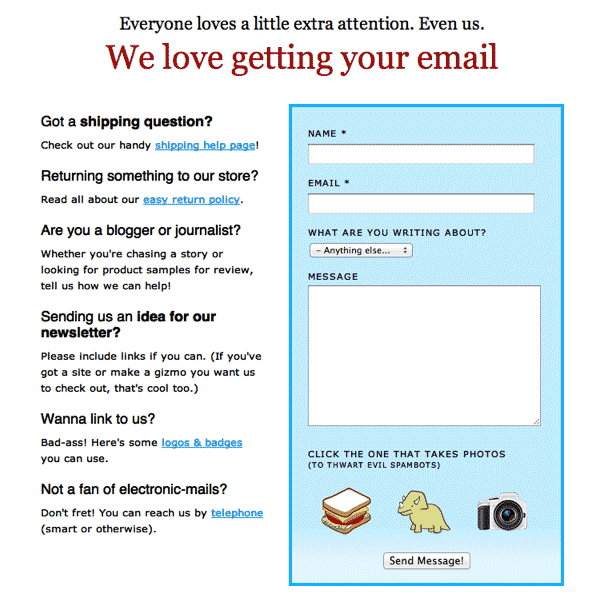 Everyone loves a little extra attention. Even us.
We love getting your email
Got a shipping question?
Check out our handy shipping help page!
Returning something to our store?
Read all about our easy return policy.
Are you a blogger or journalist?
Whether you're chasing a story or
looking for product samples for review,
tell us how we can help!
Sending us an idea for our
newsletter?
Please include links if you can. (If you've
got a site or make a gizmo you want us
to check out, that's cool too.)
Wanna link to us?
Bad-ass! Here's some logos & badges
you can use.
Not a fan of electronic-mails?
Don't fret! You can reach us by telephone
(smart or otherwise).
NAME *
EMAIL *
WHAT ARE YOU WRITING ABOUT?
– Anything else...
MESSAGE
CLICK THE ONE THAT TAKES PHOTOS
(TO THWART EVIL SPAMBOTS)
Send Message!